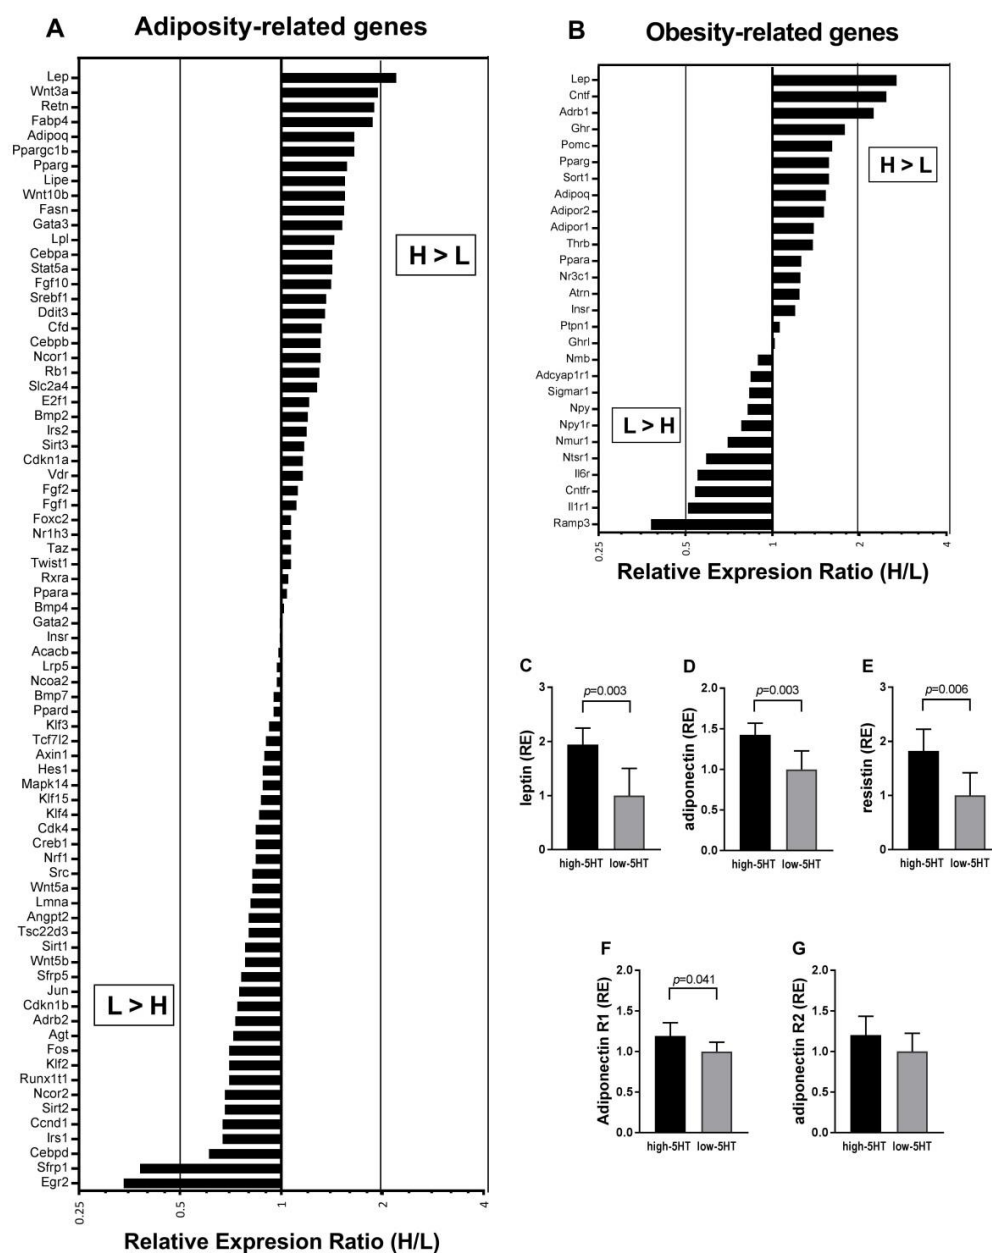 A
Adiposity-related genes
Lep
Wnt3a
Retn
Fabp4
Adipoq
Ppargc1b
Pparg
Lipe
Wnt10b
Fasn
Gata3
Lpl
Cebpa
Stat5a
Fgf10
Srebf1
Ddit3
Cfd
Cebpb
Ncor1
Rb1
Slc2a4
E2f1
Bmp2
Irs2
Sirt3
Cdkn1a
Vdr
Fgf2
Fgf1
Foxc2
Nr1h3
Taz
Twist1
Rxra
Ppara
Bmp4
Gata2
Insr
Acacb
Lrp5
Ncoa2
Bmp7
Ppard
Klf3
Tcf7l2
Axin1
Hes1
Mapk14
Klf15
Klf4
Cdk4
Creb1
Nrf1
Src
Wnt5a
Lmna
Angpt2
Tsc22d3
Sirt1
Wnt5b
Sfrp5
Jun
Cdkn1b
Adrb2
Agt
Fos
Klf2
Runx1t1
Ncor2
Sirt2
Ccnd1
Irs1
Cebpd
Sfrp1
Egr2
H > L
L > H
0.25 0.5 1 2 4
Relative Expresion Ratio (H/L)
B
Obesity-related genes
Lep
Cntf
Adrb1
Ghr
Pomc
Pparg
Sort1
Adipoq
Adipor2
Adipor1
Thrb
Ppara
Nr3c1
Atrn
Insr
Ptpn1
Ghrl
Nmb
Adcyap1r1
Sigmar1
Npy
Npy1r
Nmur1
Ntsr1
Il6r
Cntfr
Il1r1
Ramp3
H > L
L > H
0.25 0.5 1 2 4
Relative Expresion Ratio (H/L)
C
p=0.003
leptin (RE)
3
2
1
0
high-5HT low-5HT
D
p=0.003
adiponectin (RE)
2.0
1.5
1.0
0.5
0.0
high-5HT low-5HT
E
p=0.006
resistin (RE)
3
2
1
0
high-5HT low-5HT
F
p=0.041
Adiponectin R1 (RE)
2.0
1.5
1.0
0.5
0.0
high-5HT low-5HT
G
adiponectin R2 (RE)
2.0
1.5
1.0
0.5
0.0
high-5HT low-5HT